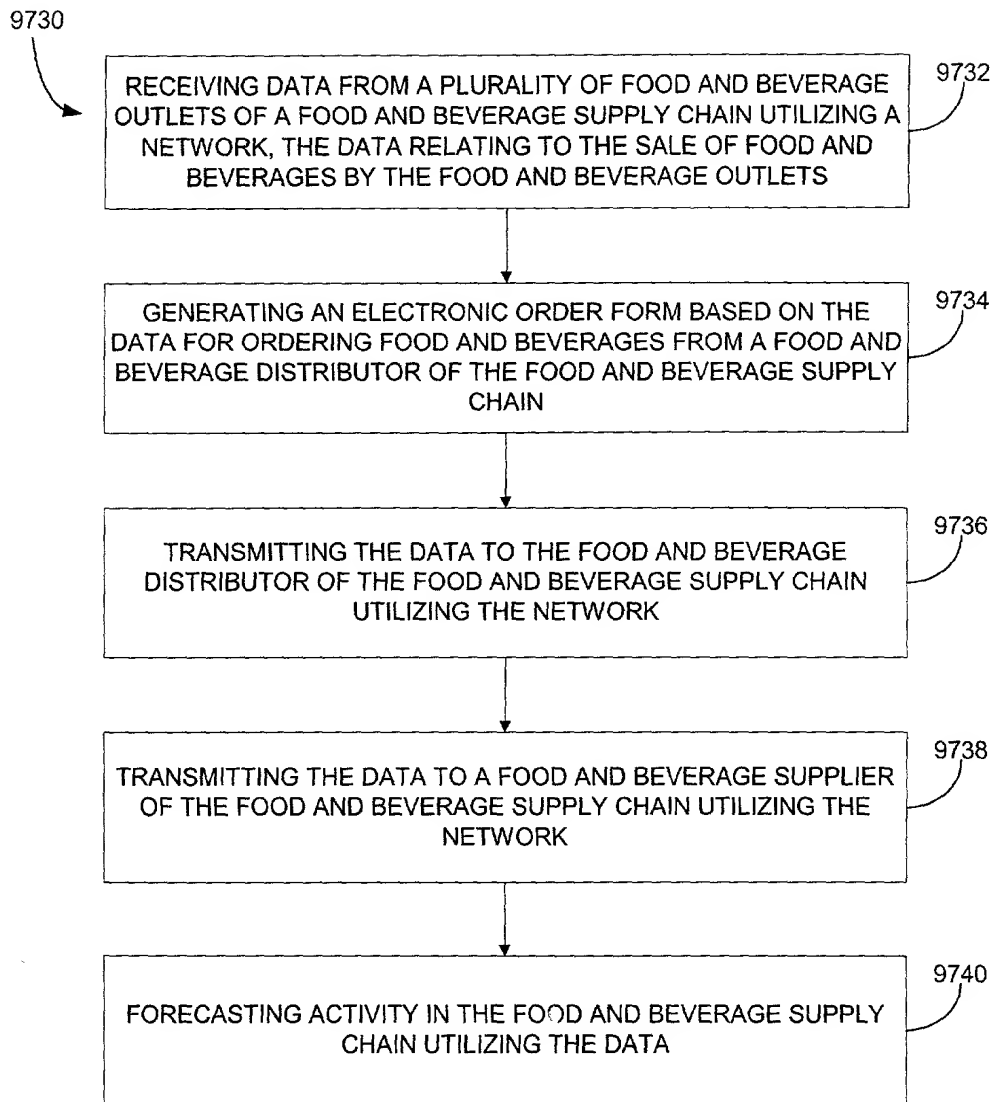 9730
9732
RECEIVING DATA FROM A PLURALITY OF FOOD AND BEVERAGE
OUTLETS OF A FOOD AND BEVERAGE SUPPLY CHAIN UTILIZING A
NETWORK, THE DATA RELATING TO THE SALE OF FOOD AND
BEVERAGES BY THE FOOD AND BEVERAGE OUTLETS
9734
GENERATING AN ELECTRONIC ORDER FORM BASED ON THE
DATA FOR ORDERING FOOD AND BEVERAGES FROM A FOOD AND
BEVERAGE DISTRIBUTOR OF THE FOOD AND BEVERAGE SUPPLY
CHAIN
9736
TRANSMITTING THE DATA TO THE FOOD AND BEVERAGE
DISTRIBUTOR OF THE FOOD AND BEVERAGE SUPPLY CHAIN
UTILIZING THE NETWORK
9738
TRANSMITTING THE DATA TO A FOOD AND BEVERAGE SUPPLIER
OF THE FOOD AND BEVERAGE SUPPLY CHAIN UTILIZING THE
NETWORK
9740
FORECASTING ACTIVITY IN THE FOOD AND BEVERAGE SUPPLY
CHAIN UTILIZING THE DATA